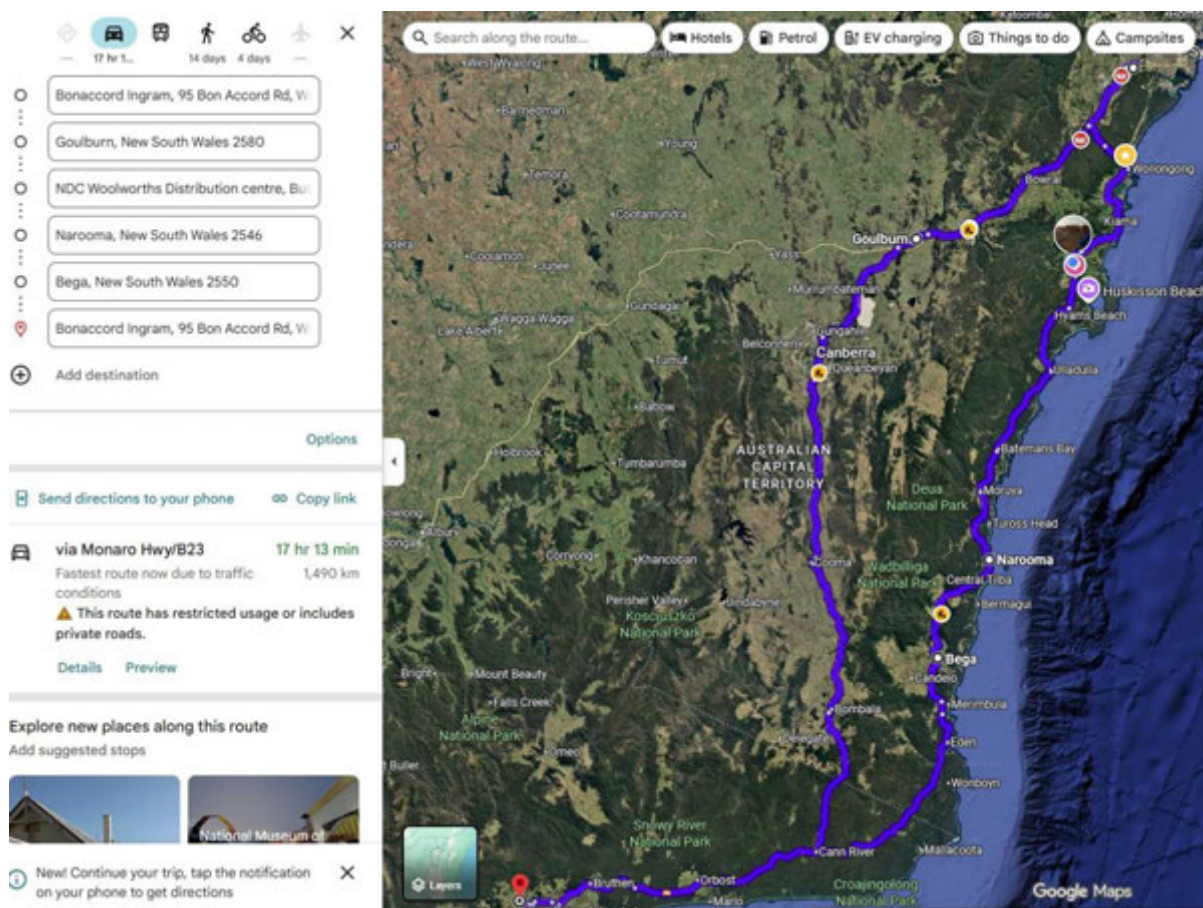 17 hr 1...
14 days
4 days
Search along the route...
Hotels
Petrol
EV charging
Things to do
Campsites
Bonaccord Ingram, 95 Bon Accord Rd, W
Goulburn, New South Wales 2580
NDC Woolworths Distribution centre, Bu
Narooma, New South Wales 2546
Bega, New South Wales 2550
Bonaccord Ingram, 95 Bon Accord Rd, W
Add destination
Options
Send directions to your phone
Copy link
via Monaro Hwy/B23
17 hr 13 min
Fastest route now due to traffic
1,490 km
conditions
This route has restricted usage or includes
private roads.
Details
Preview
Explore new places along this route
Add suggested stops
National Museum of
New! Continue your trip, tap the notification
on your phone to get directions
Katoomba
West Wyalong
Barmedman
Young
Temora
Cootamundra
Coolamon
Junee
Yass
Goulburn
Bowral
Wollongong
Kiama
Huskisson Beach
Hyams Beach
Murrumbateman
Gundagai
Lake Albert
Wagga Wagga
Gungahlin
Belconnen
Canberra
Queanbeyan
Tumut
Ulladulla
Batlow
Holbrook
Tumbarumba
AUSTRALIAN
CAPITAL
TERRITORY
Batemans Bay
Deua
National Park
Moruya
Tuross Head
Albury
Corryong
Khancoban
Cooma
Narooma
Wadbilliga
National Park
Central Tilba
Bermagui
Perisher Valley
Jindabyne
Kosciuszko
National Park
Bega
Candelo
Bright
Mount Beauty
Falls Creek
Merimbula
Bombala
Alpine
National Park
Delegate
Eden
Omeo
t Buller
Wonboyn
Snowy River
National Park
Cann River
Mallacoota
Layers
Bruthen
Orbost
Marlo
Croajingolong
National Park
Google Maps